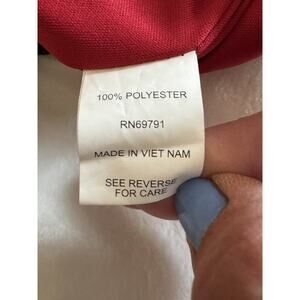 100% POLYESTER
RN69791
MADE IN VIET NAM
SEE REVERSE
FOR CARE